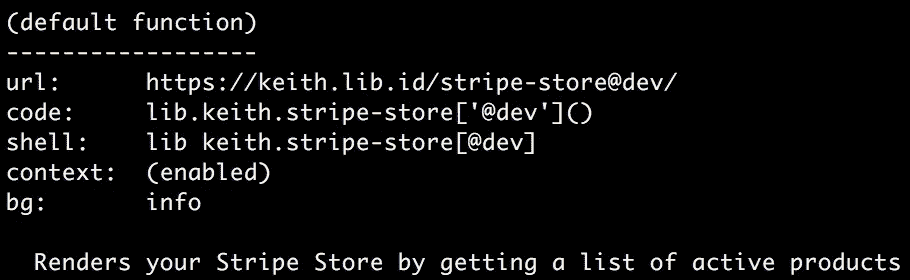 (default function)
------------------
url: https://keith.lib.id/stripe-store@dev/
code: lib.keith.stripe-store['@dev']()
shell: lib keith.stripe-store[@dev]
context: (enabled)
bg: info
Renders your Stripe Store by getting a list of active products